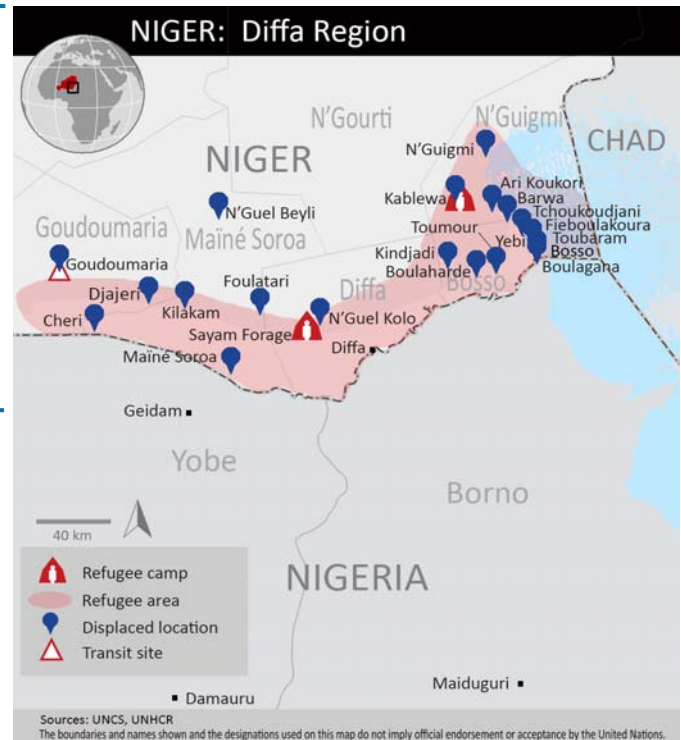 NIGER: Diffa Region
N'Gourti
N'Guigmi
CHAD
N'Guigmi
NIGER
Ari Koukori
Kablewa
Barwa
N'Guel Beyli
Tchoukoudjani
Goudoumaria
Toumour
Fieboulakoura
Maïné Soroa
Yebi
Toubaram
Kindjadi
Bosso
Goudoumaria
Boulaharde
Boulagana
Foulatari
Diffa
Bosso
Djajeri
Kilakam
N'Guel Kolo
Cheri
Sayam Forage
Diffa
Maïné Soroa
Geidam
Yobe
Borno
40 km
NIGERIA
Refugee camp
Refugee area
Displaced location
Transit site
Maiduguri
Damauru
Sources: UNCS, UNHCR
The boundaries and names shown and the designations used on this map do not imply official endorsement or acceptance by the United Nations.